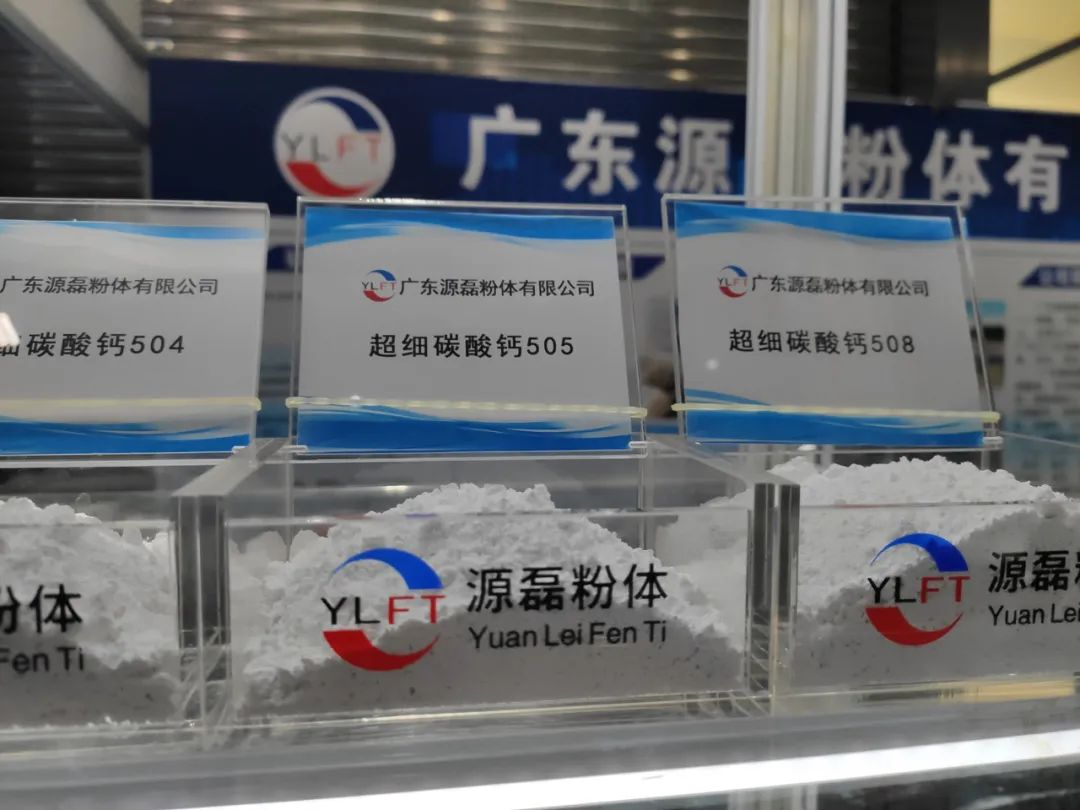 YLFT
广东源 粉体有
广东源磊粉体有限公司
细碳酸钙504
YLFT 广东源磊粉体有限公司
超细碳酸钙505
YLFT 广东源磊粉体有限公司
超细碳酸钙508
粉体
Fen Ti
YLFT
源磊粉体
Yuan Lei Fen Ti
YLFT
源磊
Yuan Lei